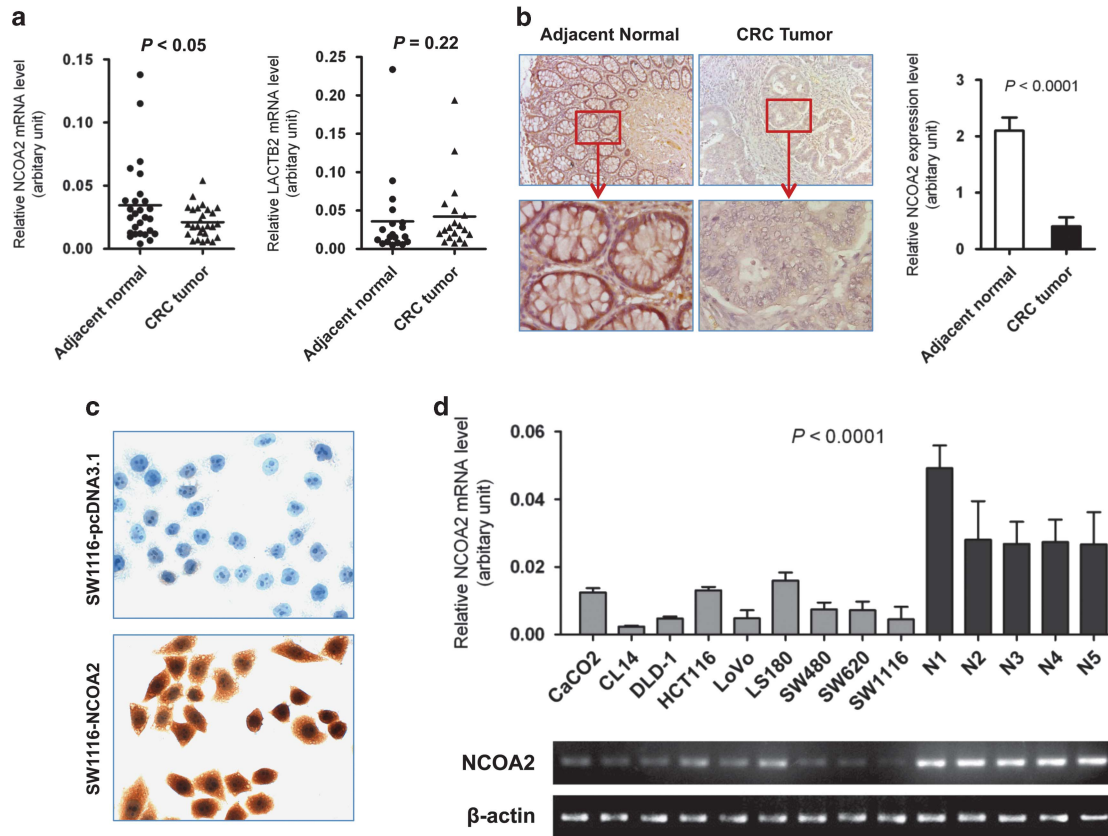 a
P < 0.05
Relative NCOA2 mRNA level
(arbitary unit)
0.15
0.10
0.05
0.00
Adjacent normal
CRC tumor
P = 0.22
Relative LACTB2 mRNA level
(arbitary unit)
0.25
0.20
0.15
0.10
0.05
0.00
Adjacent normal
CRC tumor
b
Adjacent Normal
CRC Tumor
Relative NCOA2 expression level
(arbitary unit)
3
2
1
0
P < 0.0001
Adjacent normal
CRC tumor
c
SW1116-pcDNA3.1
SW1116-NCOA2
d
Relative NCOA2 mRNA level
(arbitary unit)
0.06
0.04
0.02
0.00
P < 0.0001
CaCO2
CL14
DLD-1
HCT116
LoVo
LS180
SW480
SW620
SW1116
N1
N2
N3
N4
N5
NCOA2
β-actin